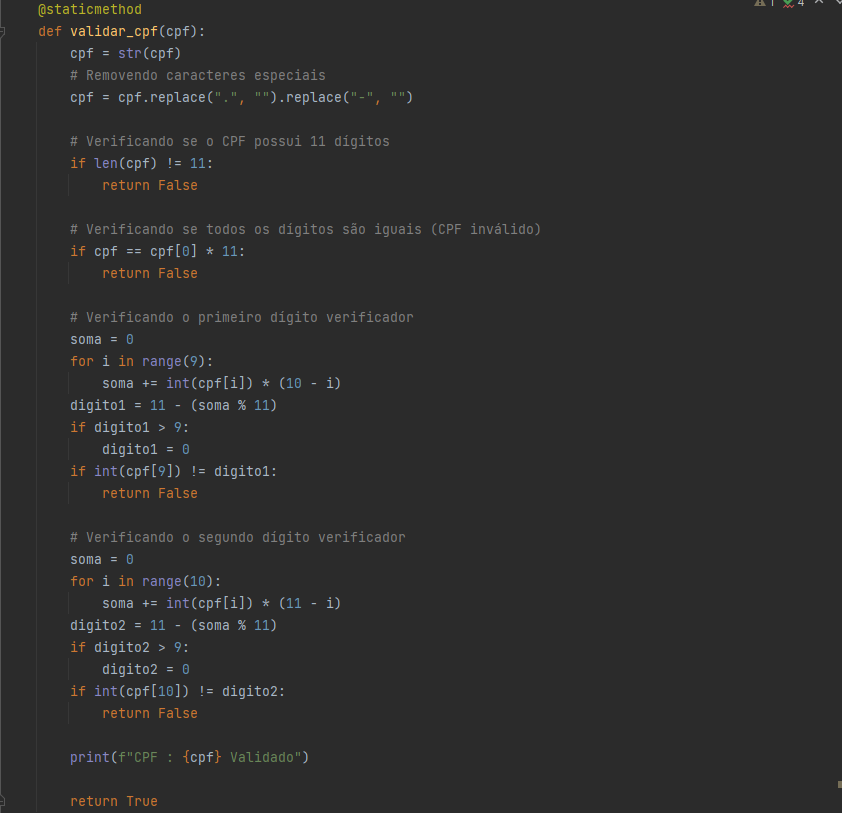 1 4
@staticmethod
def validar_cpf(cpf):
    cpf = str(cpf)
    # Removendo caracteres especiais
    cpf = cpf.replace(".", "").replace("-", "")

    # Verificando se o CPF possui 11 dígitos
    if len(cpf) != 11:
        return False

    # Verificando se todos os dígitos são iguais (CPF inválido)
    if cpf == cpf[0] * 11:
        return False

    # Verificando o primeiro dígito verificador
    soma = 0
    for i in range(9):
        soma += int(cpf[i]) * (10 - i)
    digito1 = 11 - (soma % 11)
    if digito1 > 9:
        digito1 = 0
    if int(cpf[9]) != digito1:
        return False

    # Verificando o segundo dígito verificador
    soma = 0
    for i in range(10):
        soma += int(cpf[i]) * (11 - i)
    digito2 = 11 - (soma % 11)
    if digito2 > 9:
        digito2 = 0
    if int(cpf[10]) != digito2:
        return False

    print(f"CPF : {cpf} Validado")

    return True